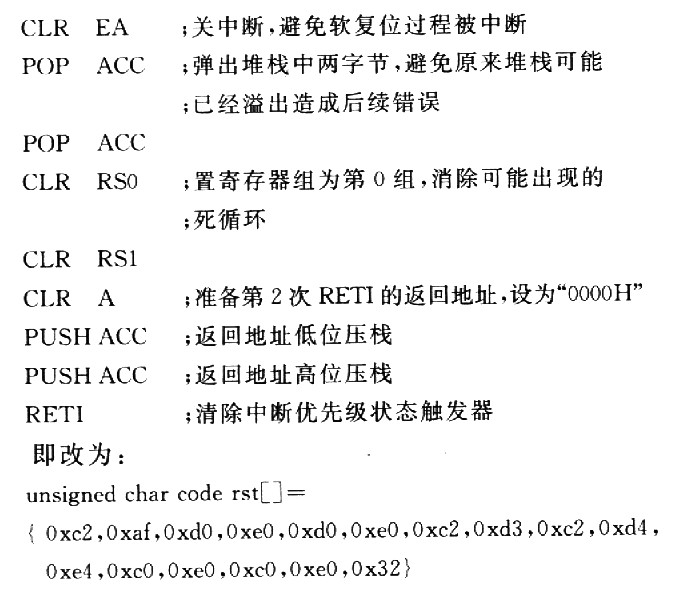 CLR EA ;关中断,避免软复位过程被中断
POP ACC ;弹出堆栈中两字节,避免原来堆栈可能
;已经溢出造成后续错误
POP ACC
CLR RS0 ;置寄存器组为第 0 组,消除可能出现的
;死循环
CLR RS1
CLR A ;准备第 2 次 RETI 的返回地址,设为“0000H”
PUSH ACC ;返回地址低位压栈
PUSH ACC ;返回地址高位压栈
RETI ;清除中断优先级状态触发器
即改为:
unsigned char code rst[]=
{ 0xc2,0xaf,0xd0,0xe0,0xd0,0xe0,0xc2,0xd3,0xc2,0xd4,
0xe4,0xc0,0xe0,0xc0,0xe0,0x32}